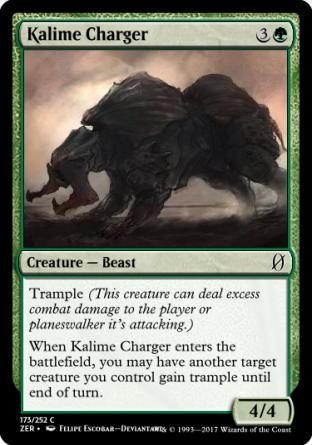 Kalime Charger 3
Creature — Beast
Trample (This creature can deal excess
combat damage to the player or
planeswalker it's attacking.)
When Kalime Charger enters the
battlefield, you may have another target
creature you control gain trample until
end of turn.
4/4
173/252 C
ZER • Felipe Escobar—DeviantArt © 1993—2017 Wizards of the Coast